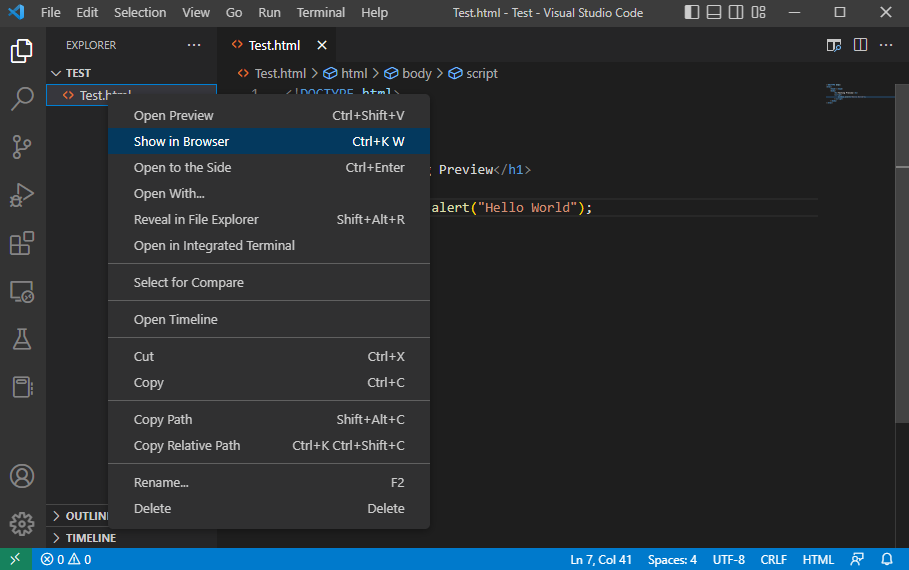 File Edit Selection View Go Run Terminal Help Test.html - Test - Visual Studio Code
EXPLORER
TEST
Test.html
OUTLINE
TIMELINE
Test.html
Test.html > html > body > script
1 <!DOCTYPE html>
Preview</h1>
alert("Hello World");
Open Preview Ctrl+Shift+V
Show in Browser Ctrl+K W
Open to the Side Ctrl+Enter
Open With...
Reveal in File Explorer Shift+Alt+R
Open in Integrated Terminal
Select for Compare
Open Timeline
Cut Ctrl+X
Copy Ctrl+C
Copy Path Shift+Alt+C
Copy Relative Path Ctrl+K Ctrl+Shift+C
Rename... F2
Delete Delete
0 0 Ln 7, Col 41 Spaces: 4 UTF-8 CRLF HTML